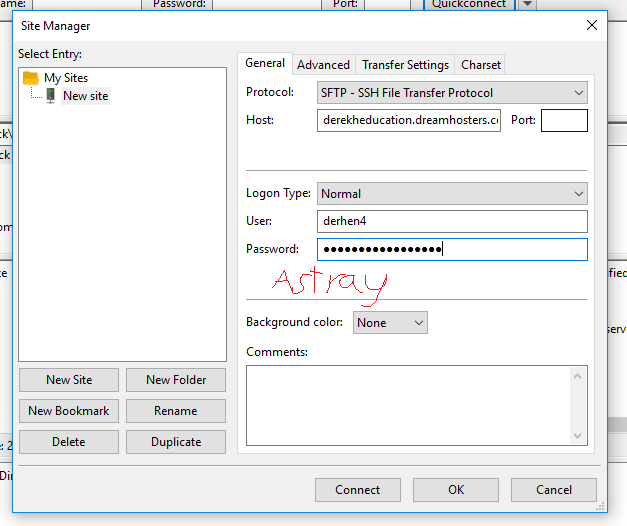 Name:
Password:
Port:
Quickconnect
Site Manager
Select Entry:
My Sites
New site
General
Advanced
Transfer Settings
Charset
Protocol:
SFTP - SSH File Transfer Protocol
Host:
derekheducation.dreamhosters.co
Port:
Logon Type:
Normal
User:
derhen4
Password:
●●●●●●●●●●●●●●●●●
Astray
Background color:
None
Comments:
New Site
New Folder
New Bookmark
Rename
Delete
Duplicate
Connect
OK
Cancel